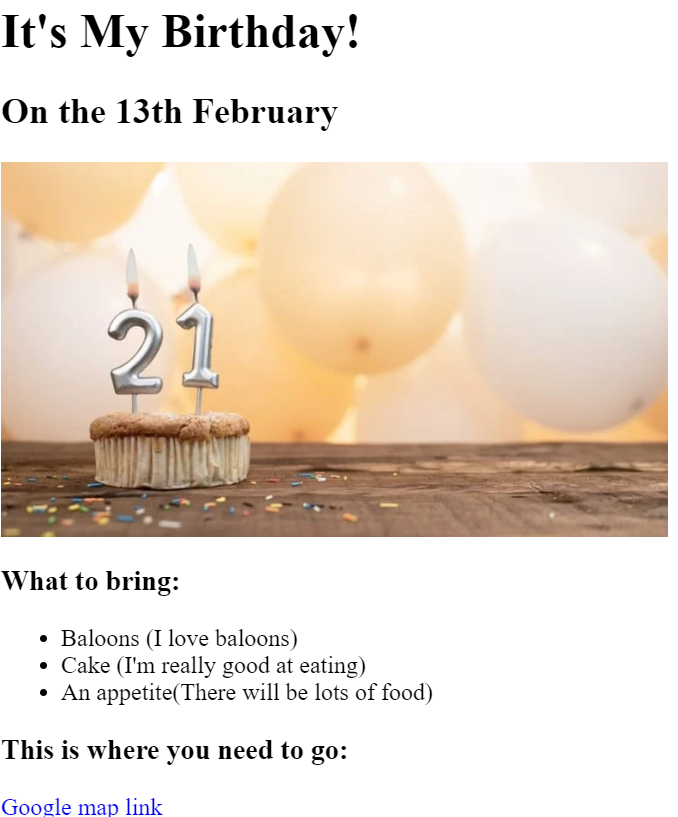 It's My Birthday!
On the 13th February
21
What to bring:
Baloons (I love baloons)
Cake (I'm really good at eating)
An appetite(There will be lots of food)
This is where you need to go:
Google map link